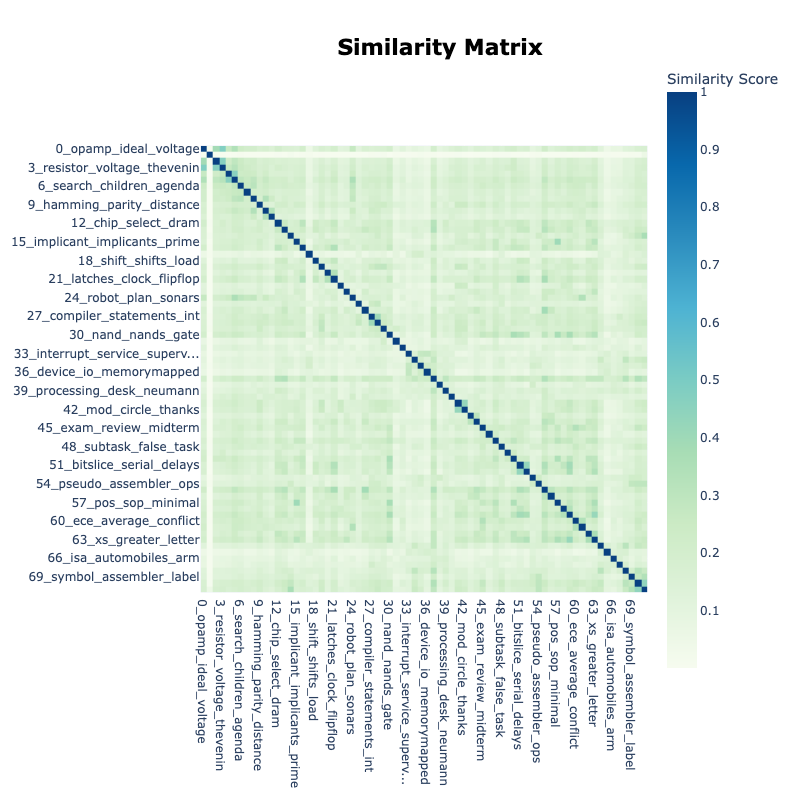 Similarity Matrix
Similarity Score
1
0.9
0.8
0.7
0.6
0.5
0.4
0.3
0.2
0.1
0_opamp_ideal_voltage
3_resistor_voltage_thevenin
6_search_children_agenda
9_hamming_parity_distance
12_chip_select_dram
15_implicant_implicants_prime
18_shift_shifts_load
21_latches_clock_flipflop
24_robot_plan_sonars
27_compiler_statements_int
30_nand_nands_gate
33_interrupt_service_superv...
36_device_io_memorymapped
39_processing_desk_neumann
42_mod_circle_thanks
45_exam_review_midterm
48_subtask_false_task
51_bitslice_serial_delays
54_pseudo_assembler_ops
57_pos_sop_minimal
60_ece_average_conflict
63_xs_greater_letter
66_isa_automobiles_arm
69_symbol_assembler_label
0_opamp_ideal_voltage
3_resistor_voltage_thevenin
6_search_children_agenda
9_hamming_parity_distance
12_chip_select_dram
15_implicant_implicants_prime
18_shift_shifts_load
21_latches_clock_flipflop
24_robot_plan_sonars
27_compiler_statements_int
30_nand_nands_gate
33_interrupt_service_superv...
36_device_io_memorymapped
39_processing_desk_neumann
42_mod_circle_thanks
45_exam_review_midterm
48_subtask_false_task
51_bitslice_serial_delays
54_pseudo_assembler_ops
57_pos_sop_minimal
60_ece_average_conflict
63_xs_greater_letter
66_isa_automobiles_arm
69_symbol_assembler_label